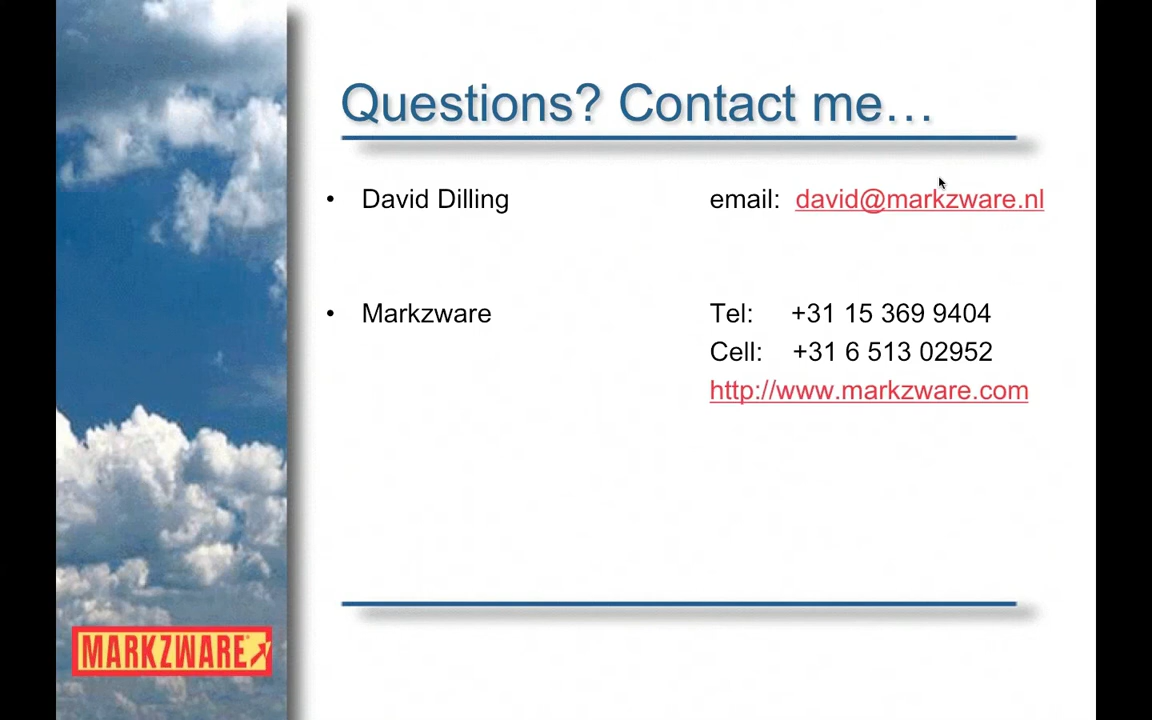 Questions? Contact me…
• David Dilling email: david@markzware.nl
• Markzware Tel: +31 15 369 9404
Cell: +31 6 513 02952
http://www.markzware.com
MARKZWARE